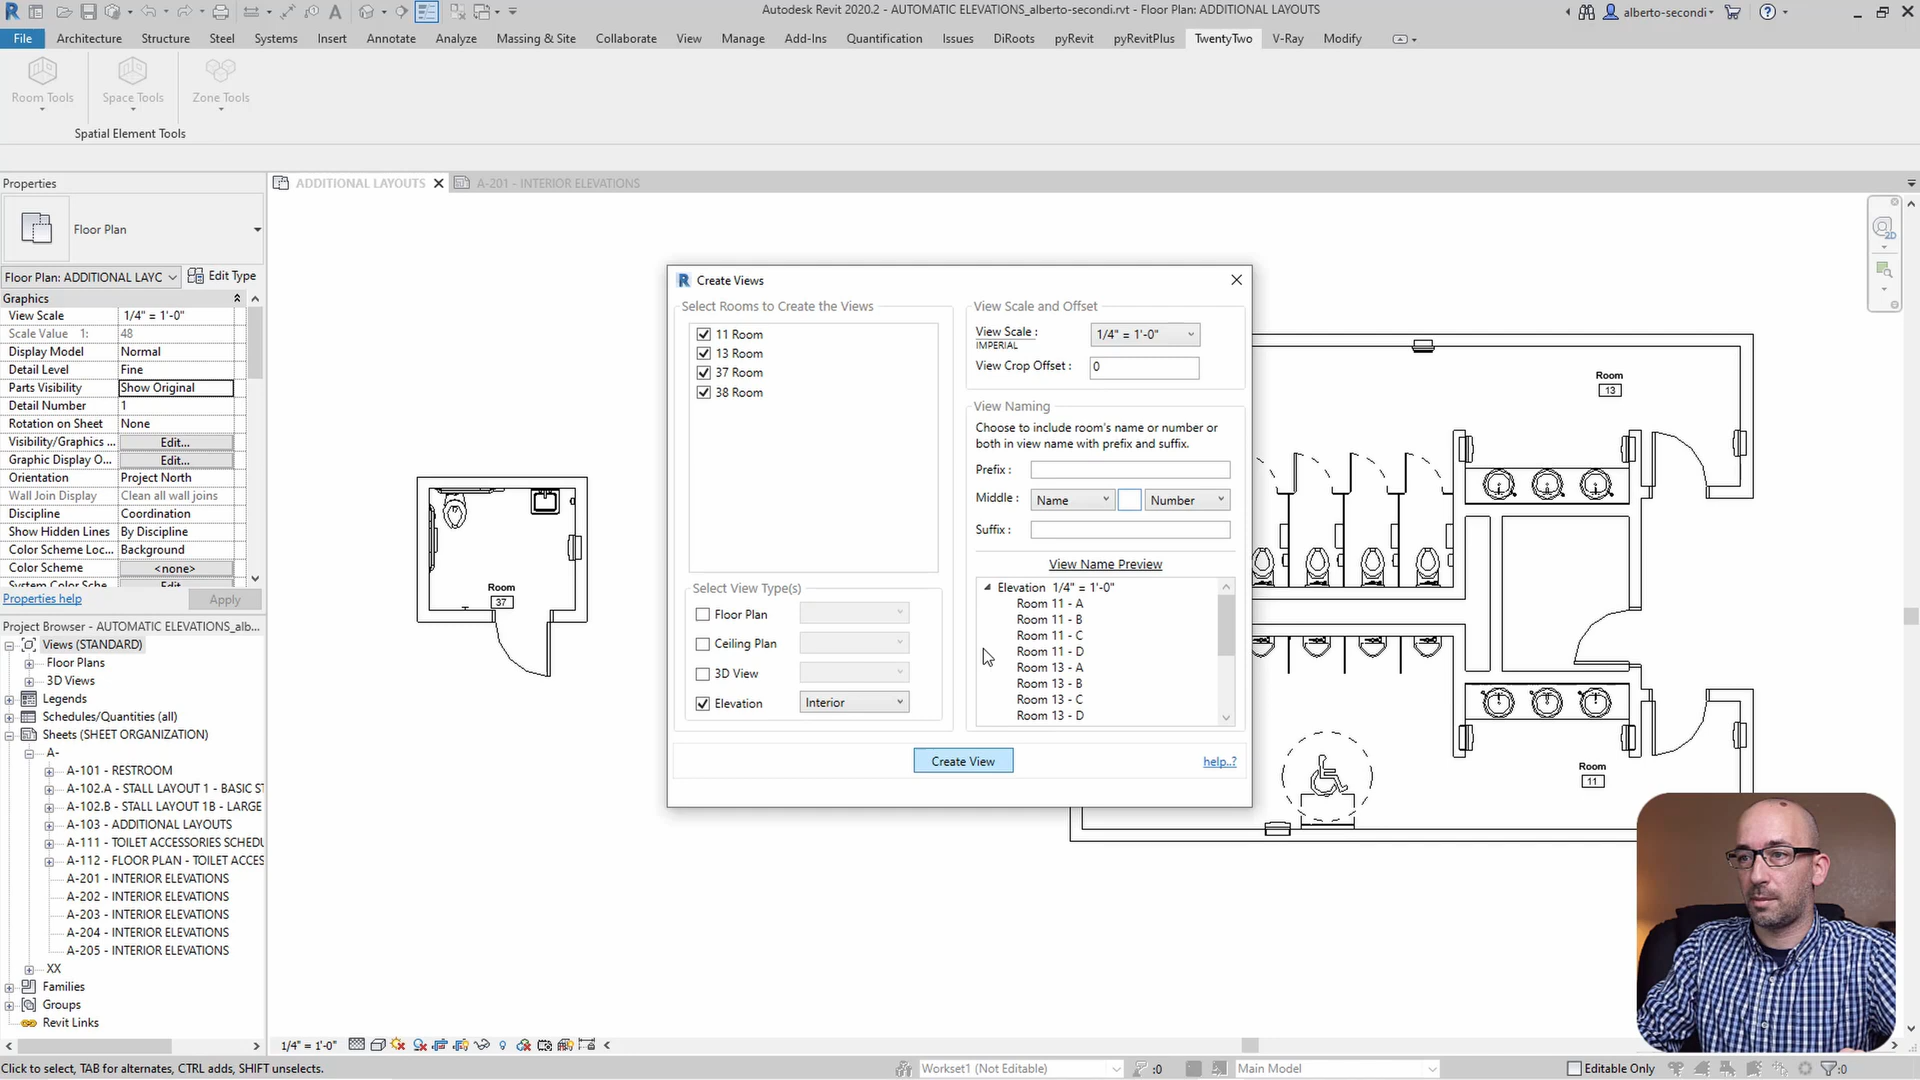 Autodesk Revit 2020.2 - AUTOMATIC ELEVATIONS_alberto-secondi.rvt - Floor Plan: ADDITIONAL LAYOUTS
alberto-secondi
File Architecture Structure Steel Systems Insert Annotate Analyze Massing & Site Collaborate View Manage Add-Ins Quantification Issues DiRoots pyRevit pyRevitPlus TwentyTwo V-Ray Modify
Room Tools Space Tools Zone Tools
Spatial Element Tools
Properties
ADDITIONAL LAYOUTS
A-201 - INTERIOR ELEVATIONS
Floor Plan
Floor Plan: ADDITIONAL LAYC
Edit Type
Graphics
View Scale 1/4" = 1'-0"
Scale Value 1: 48
Display Model Normal
Detail Level Fine
Parts Visibility Show Original
Detail Number 1
Rotation on Sheet None
Visibility/Graphics ... Edit...
Graphic Display O... Edit...
Orientation Project North
Wall Join Display Clean all wall joins
Discipline Coordination
Show Hidden Lines By Discipline
Color Scheme Loc... Background
Color Scheme <none>
System Color Sche Edit
Properties help
Apply
Project Browser - AUTOMATIC ELEVATIONS_alb...
Views (STANDARD)
Floor Plans
3D Views
Legends
Schedules/Quantities (all)
Sheets (SHEET ORGANIZATION)
A-
A-101 - RESTROOM
A-102.A - STALL LAYOUT 1 - BASIC ST
A-102.B - STALL LAYOUT 1B - LARGE
A-103 - ADDITIONAL LAYOUTS
A-111 - TOILET ACCESSORIES SCHEDU
A-112 - FLOOR PLAN - TOILET ACCES
A-201 - INTERIOR ELEVATIONS
A-202 - INTERIOR ELEVATIONS
A-203 - INTERIOR ELEVATIONS
A-204 - INTERIOR ELEVATIONS
A-205 - INTERIOR ELEVATIONS
XX
Families
Groups
Revit Links
Room
37
Create Views
Select Rooms to Create the Views
11 Room
13 Room
37 Room
38 Room
Select View Type(s)
Floor Plan
Ceiling Plan
3D View
Elevation Interior
View Scale and Offset
View Scale : 1/4" = 1'-0"
IMPERIAL
View Crop Offset : 0
View Naming
Choose to include room's name or number or
both in view name with prefix and suffix.
Prefix :
Middle : Name Number
Suffix :
View Name Preview
Elevation 1/4" = 1'-0"
Room 11 - A
Room 11 - B
Room 11 - C
Room 11 - D
Room 13 - A
Room 13 - B
Room 13 - C
Room 13 - D
Create View
help..?
Room
13
Room
11
2D
1/4" = 1'-0"
Click to select, TAB for alternates, CTRL adds, SHIFT unselects.
Workset1 (Not Editable)
:0
Main Model
Editable Only
:0